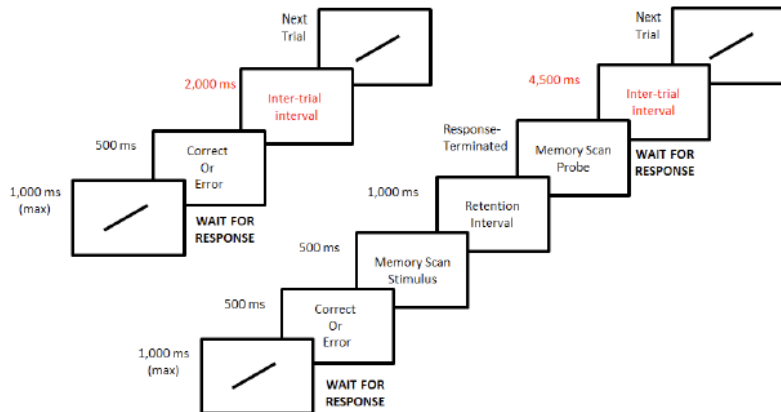 Next
Trial
2,000 ms
Inter-trial
interval
500 ms
Correct
Or
Error
1,000 ms
(max)
WAIT FOR
RESPONSE
Next
Trial
4,500 ms
Inter-trial
interval
Response-
Terminated
Memory Scan
Probe
WAIT FOR
RESPONSE
1,000 ms
Retention
Interval
500 ms
Memory Scan
Stimulus
500 ms
Correct
Or
Error
1,000 ms
(max)
WAIT FOR
RESPONSE